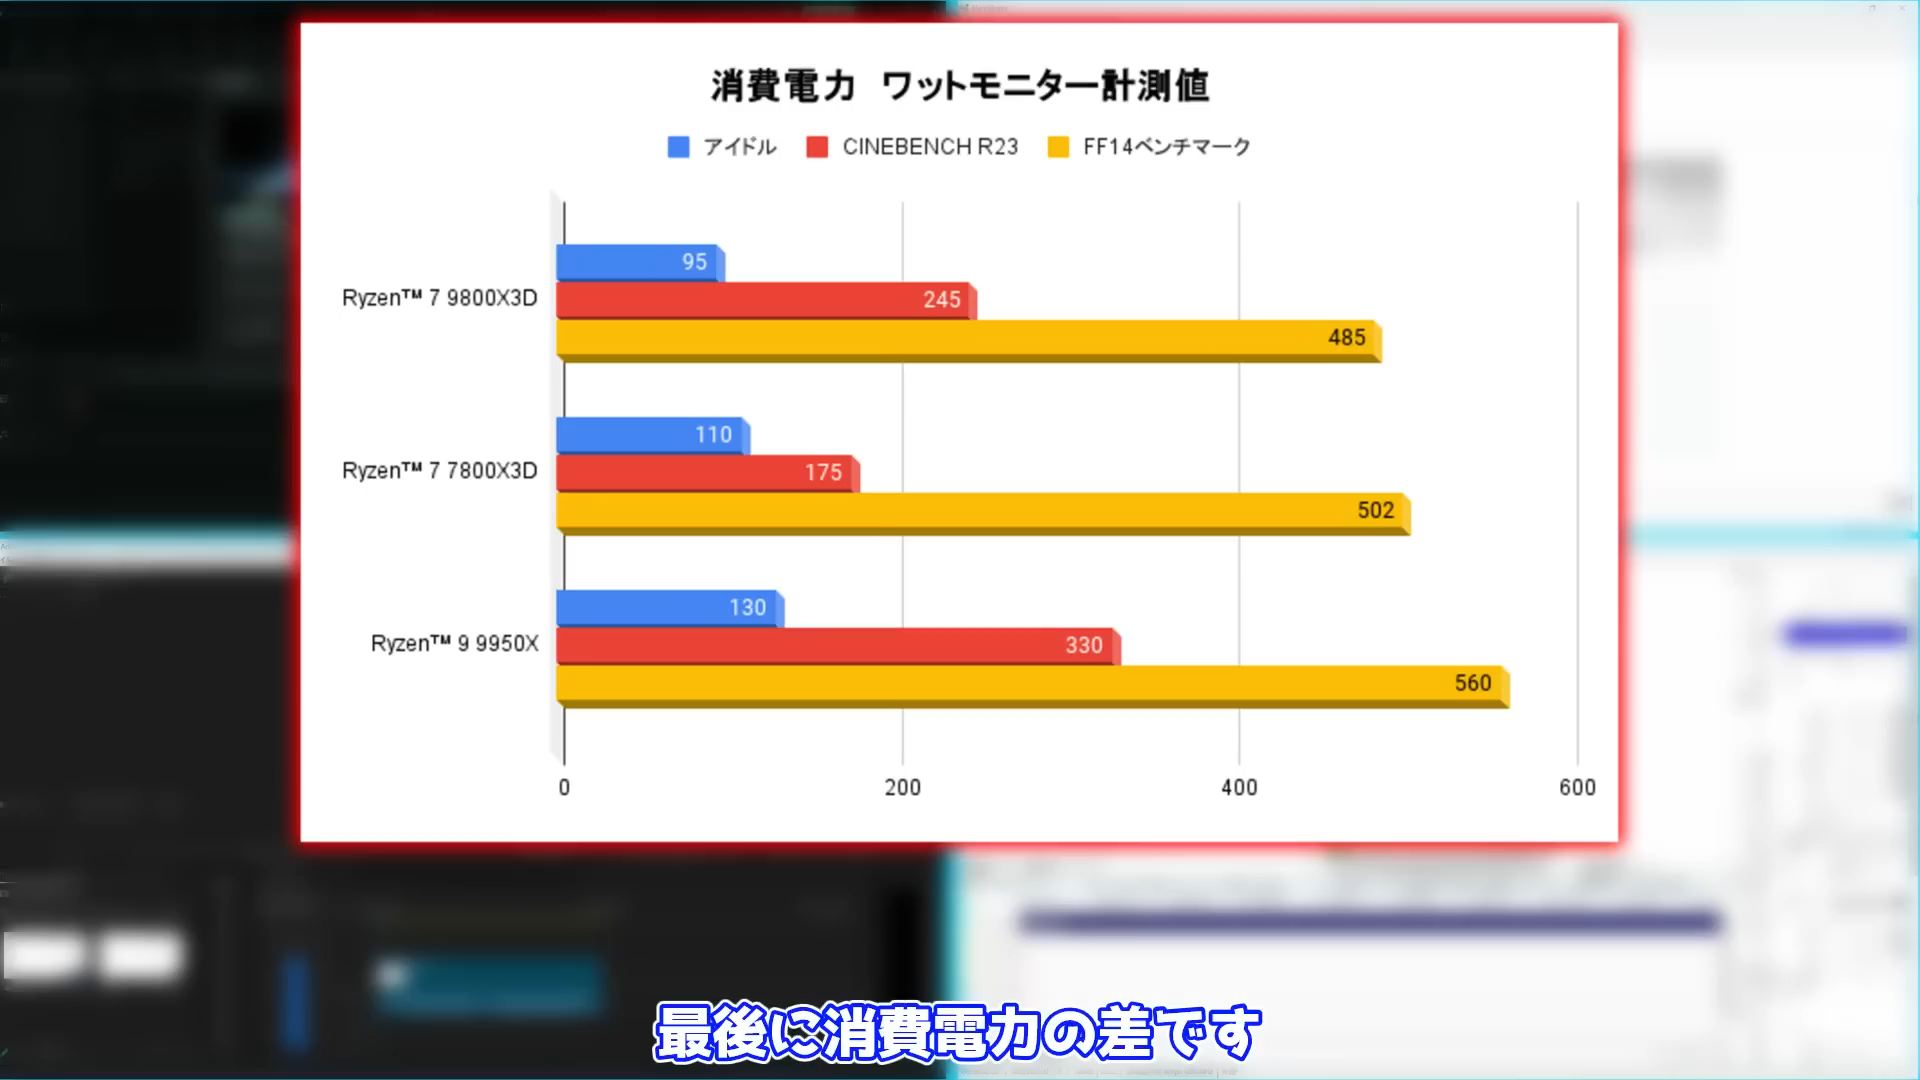 消費電力　ワットモニター計測値
アイドル CINEBENCH R23 FF14ベンチマーク
95
Ryzen™ 7 9800X3D 245
485
110
Ryzen™ 7 7800X3D 175
502
130
Ryzen™ 9 9950X 330
560
0 200 400 600
最後に消費電力の差です